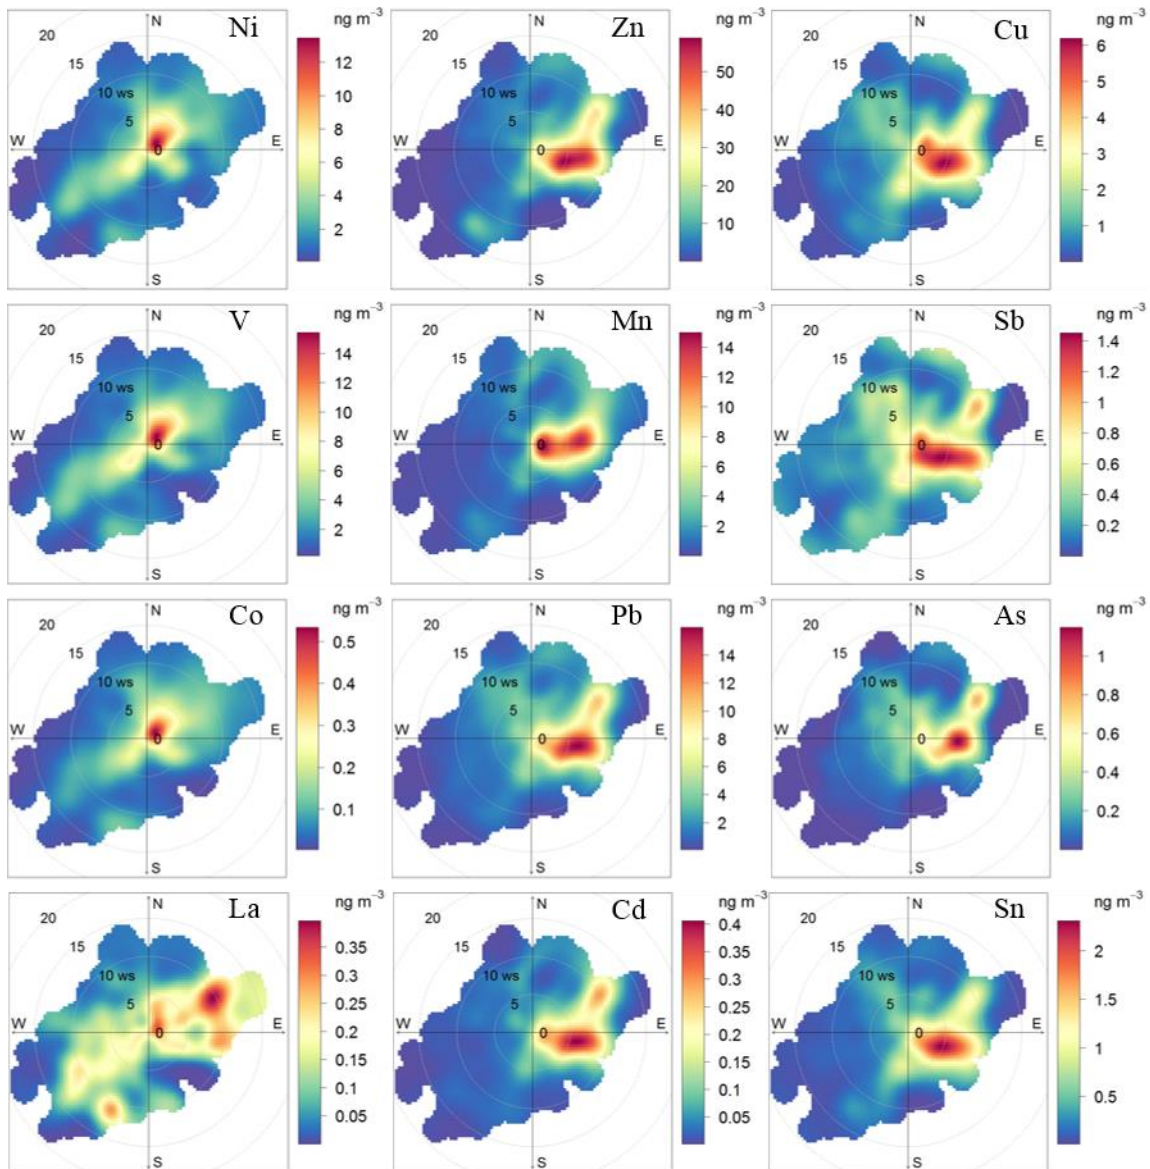 N Ni ng m⁻³
20
15
10 ws
5
W 0 E
S
12
10
8
6
4
2
N Zn ng m⁻³
20
15
10 ws
5
W 0 E
S
50
40
30
20
10
N Cu ng m⁻³
20
15
10 ws
5
W 0 E
S
6
5
4
3
2
1
N V ng m⁻³
20
15
10 ws
5
W 0 E
S
14
12
10
8
6
4
2
N Mn ng m⁻³
20
15
10 ws
5
W 0 E
S
14
12
10
8
6
4
2
N Sb ng m⁻³
20
15
10 ws
5
W 0 E
S
1.4
1.2
1.0
0.8
0.6
0.4
0.2
N Co ng m⁻³
20
15
10 ws
5
W 0 E
S
0.5
0.4
0.3
0.2
0.1
N Pb ng m⁻³
20
15
10 ws
5
W 0 E
S
14
12
10
8
6
4
2
N As ng m⁻³
20
15
10 ws
5
W 0 E
S
1
0.8
0.6
0.4
0.2
N La ng m⁻³
20
15
10 ws
5
W 0 E
S
0.35
0.30
0.25
0.20
0.15
0.10
0.05
N Cd ng m⁻³
20
15
10 ws
5
W 0 E
S
0.4
0.35
0.3
0.25
0.20
0.15
0.10
0.05
N Sn ng m⁻³
20
15
10 ws
5
W 0 E
S
2
1.5
1
0.5